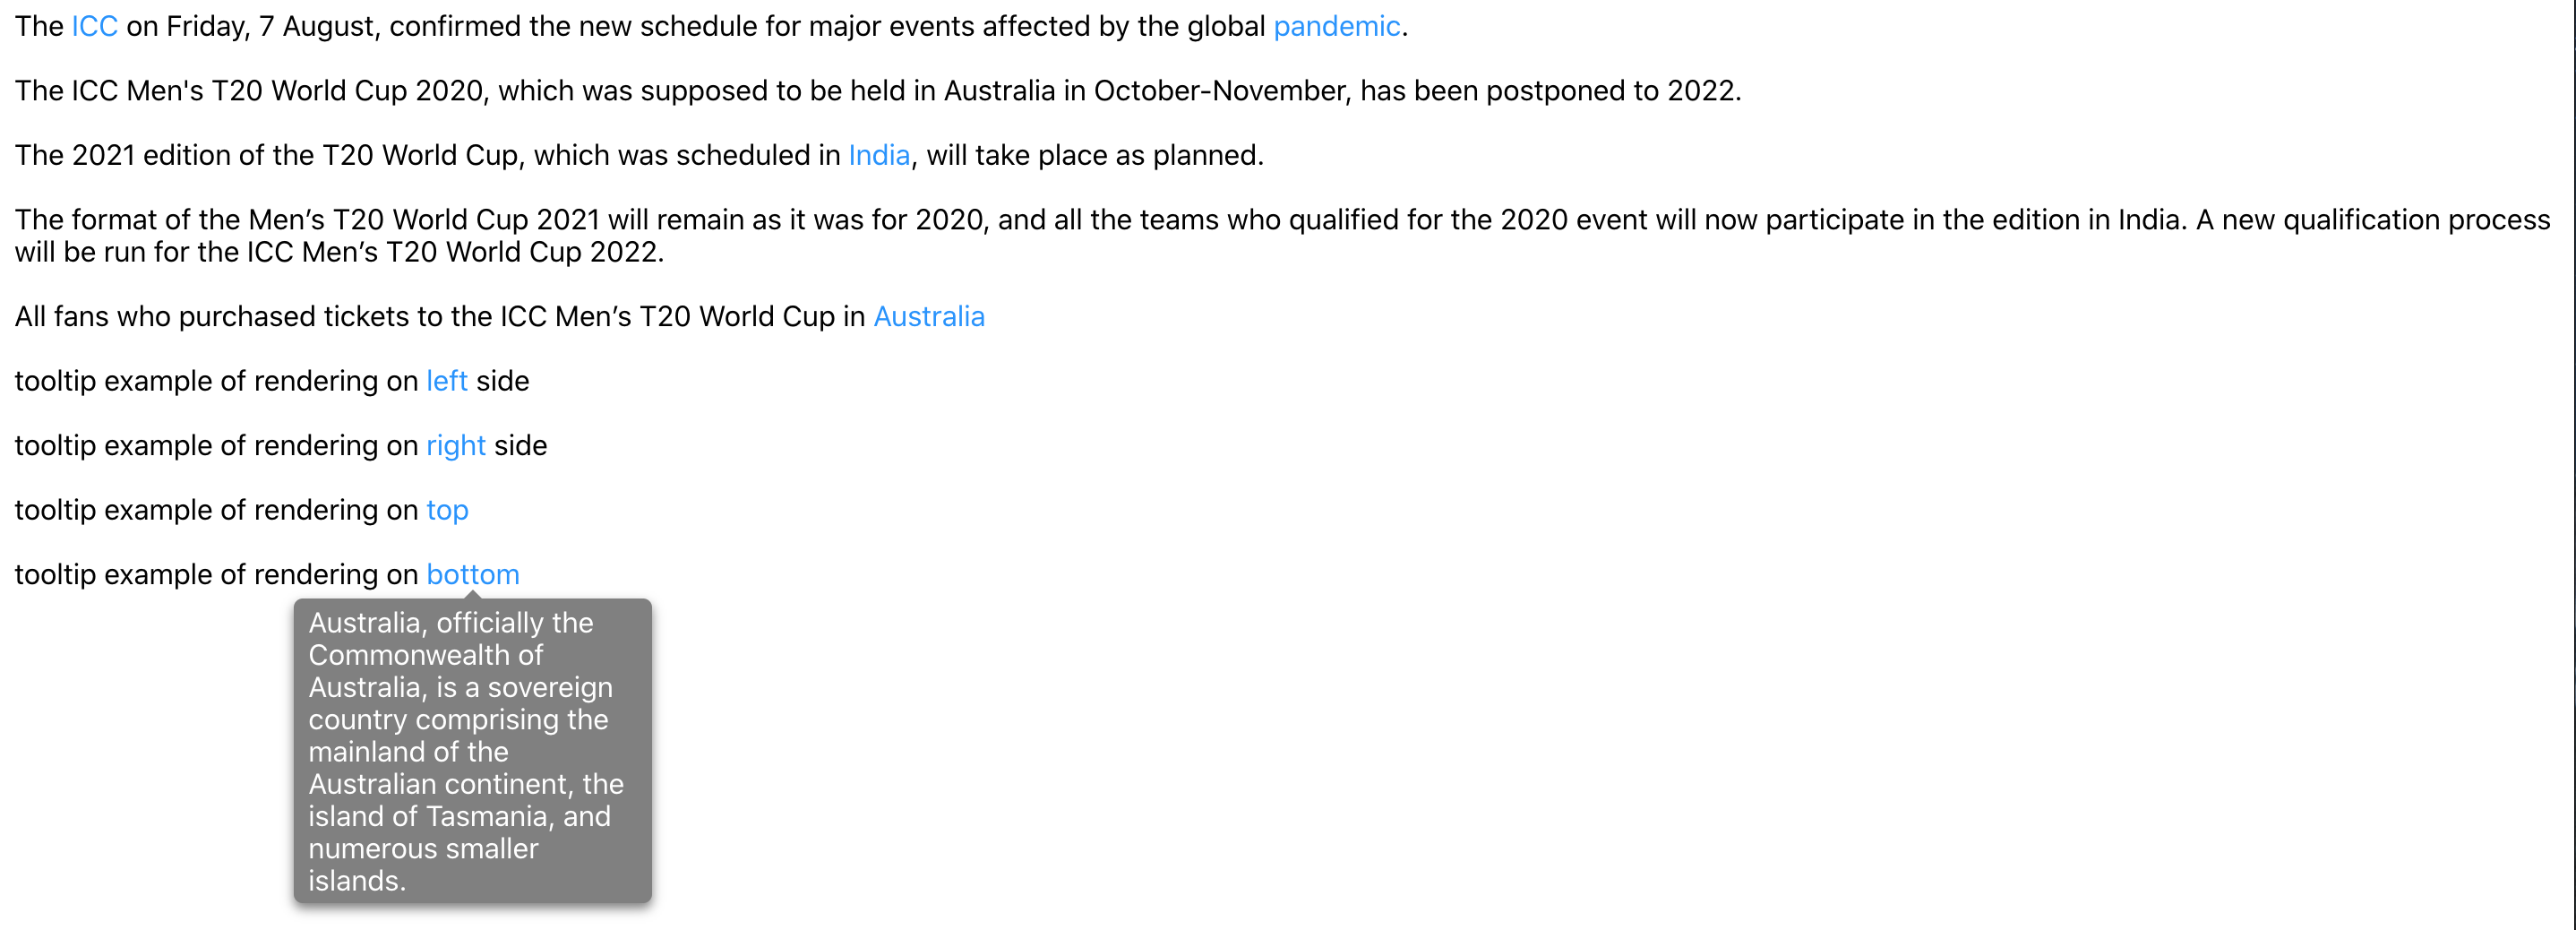 The ICC on Friday, 7 August, confirmed the new schedule for major events affected by the global pandemic.
The ICC Men's T20 World Cup 2020, which was supposed to be held in Australia in October-November, has been postponed to 2022.
The 2021 edition of the T20 World Cup, which was scheduled in India, will take place as planned.
The format of the Men’s T20 World Cup 2021 will remain as it was for 2020, and all the teams who qualified for the 2020 event will now participate in the edition in India. A new qualification process
will be run for the ICC Men’s T20 World Cup 2022.
All fans who purchased tickets to the ICC Men’s T20 World Cup in Australia
tooltip example of rendering on left side
tooltip example of rendering on right side
tooltip example of rendering on top
tooltip example of rendering on bottom
Australia, officially the
Commonwealth of
Australia, is a sovereign
country comprising the
mainland of the
Australian continent, the
island of Tasmania, and
numerous smaller
islands.